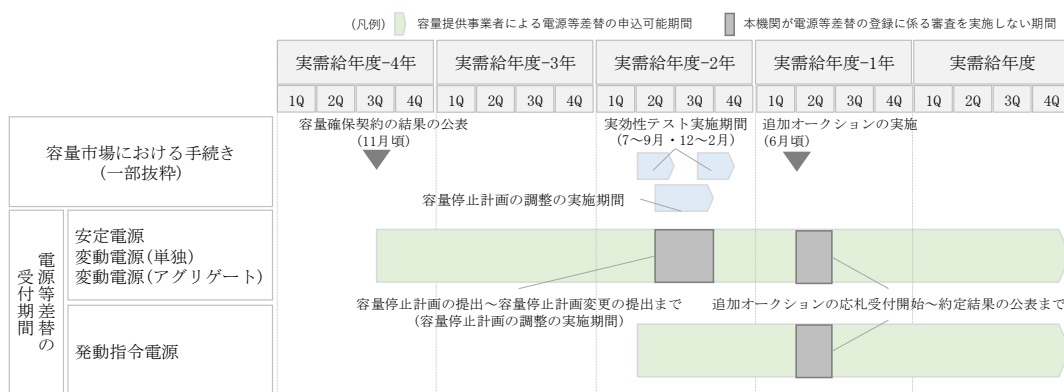 (凡例) 容量提供事業者による電源等差替の申込可能期間 本機関が電源等差替の登録に係る審査を実施しない期間
実需給年度-4年 実需給年度-3年 実需給年度-2年 実需給年度-1年 実需給年度
1Q 2Q 3Q 4Q 1Q 2Q 3Q 4Q 1Q 2Q 3Q 4Q 1Q 2Q 3Q 4Q 1Q 2Q 3Q 4Q
容量市場における手続き
(一部抜粋)
容量確保契約の結果の公表
(11月頃)
実効性テスト実施期間
(7～9月・12～2月)
追加オークションの実施
(6月頃)
容量停止計画の調整の実施期間
電源等差替の
受付期間
安定電源
変動電源(単独)
変動電源(アグリゲート)
容量停止計画の提出～容量停止計画変更の提出まで
(容量停止計画の調整の実施期間)
追加オークションの応札受付開始～約定結果の公表まで
発動指令電源